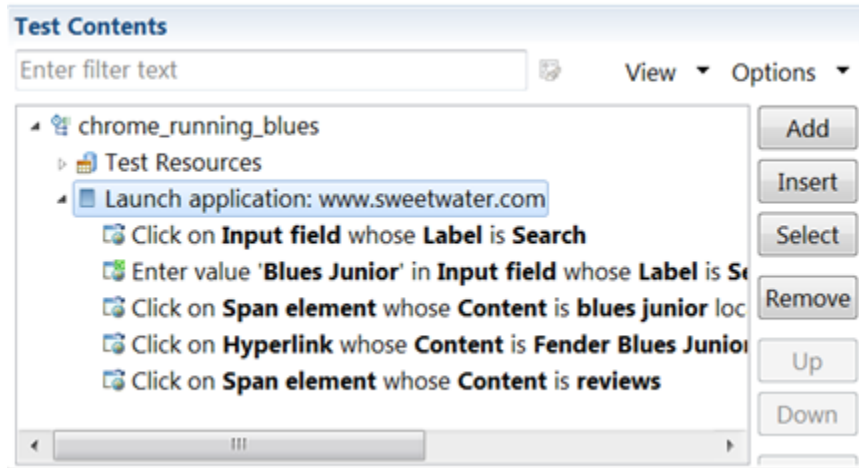 Test Contents
Enter filter text View Options
chrome_running_blues
Test Resources
Launch application: www.sweetwater.com
Click on Input field whose Label is Search
Enter value 'Blues Junior' in Input field whose Label is
Click on Span element whose Content is blues junior
Click on Hyperlink whose Content is Fender Blues Junior
Click on Span element whose Content is reviews
Add
Insert
Select
Remove
Up
Down